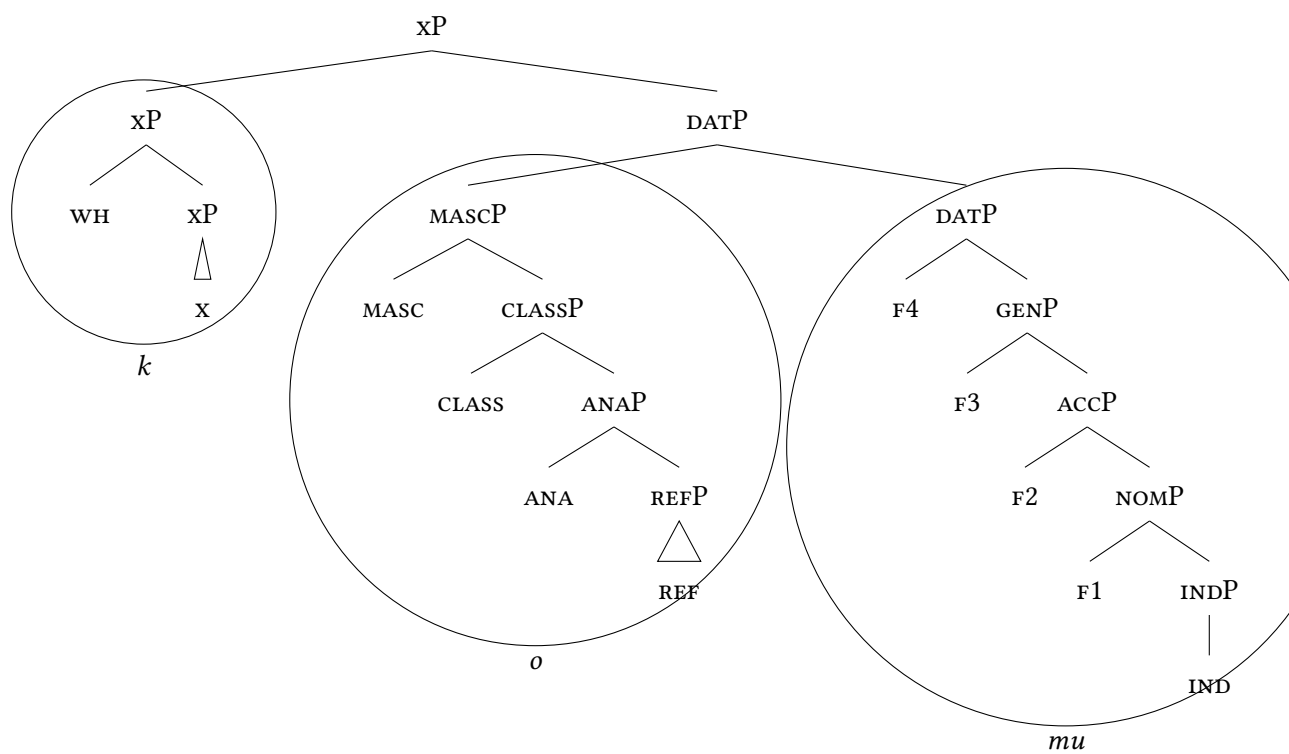 xP
xP DATP
WH xP MASCP DATP
x MASC CLASSP F4 GENP
k
CLASS ANAP F3 ACCP
ANA REFP F2 NOMP
REF F1 INDP
o
IND
mu